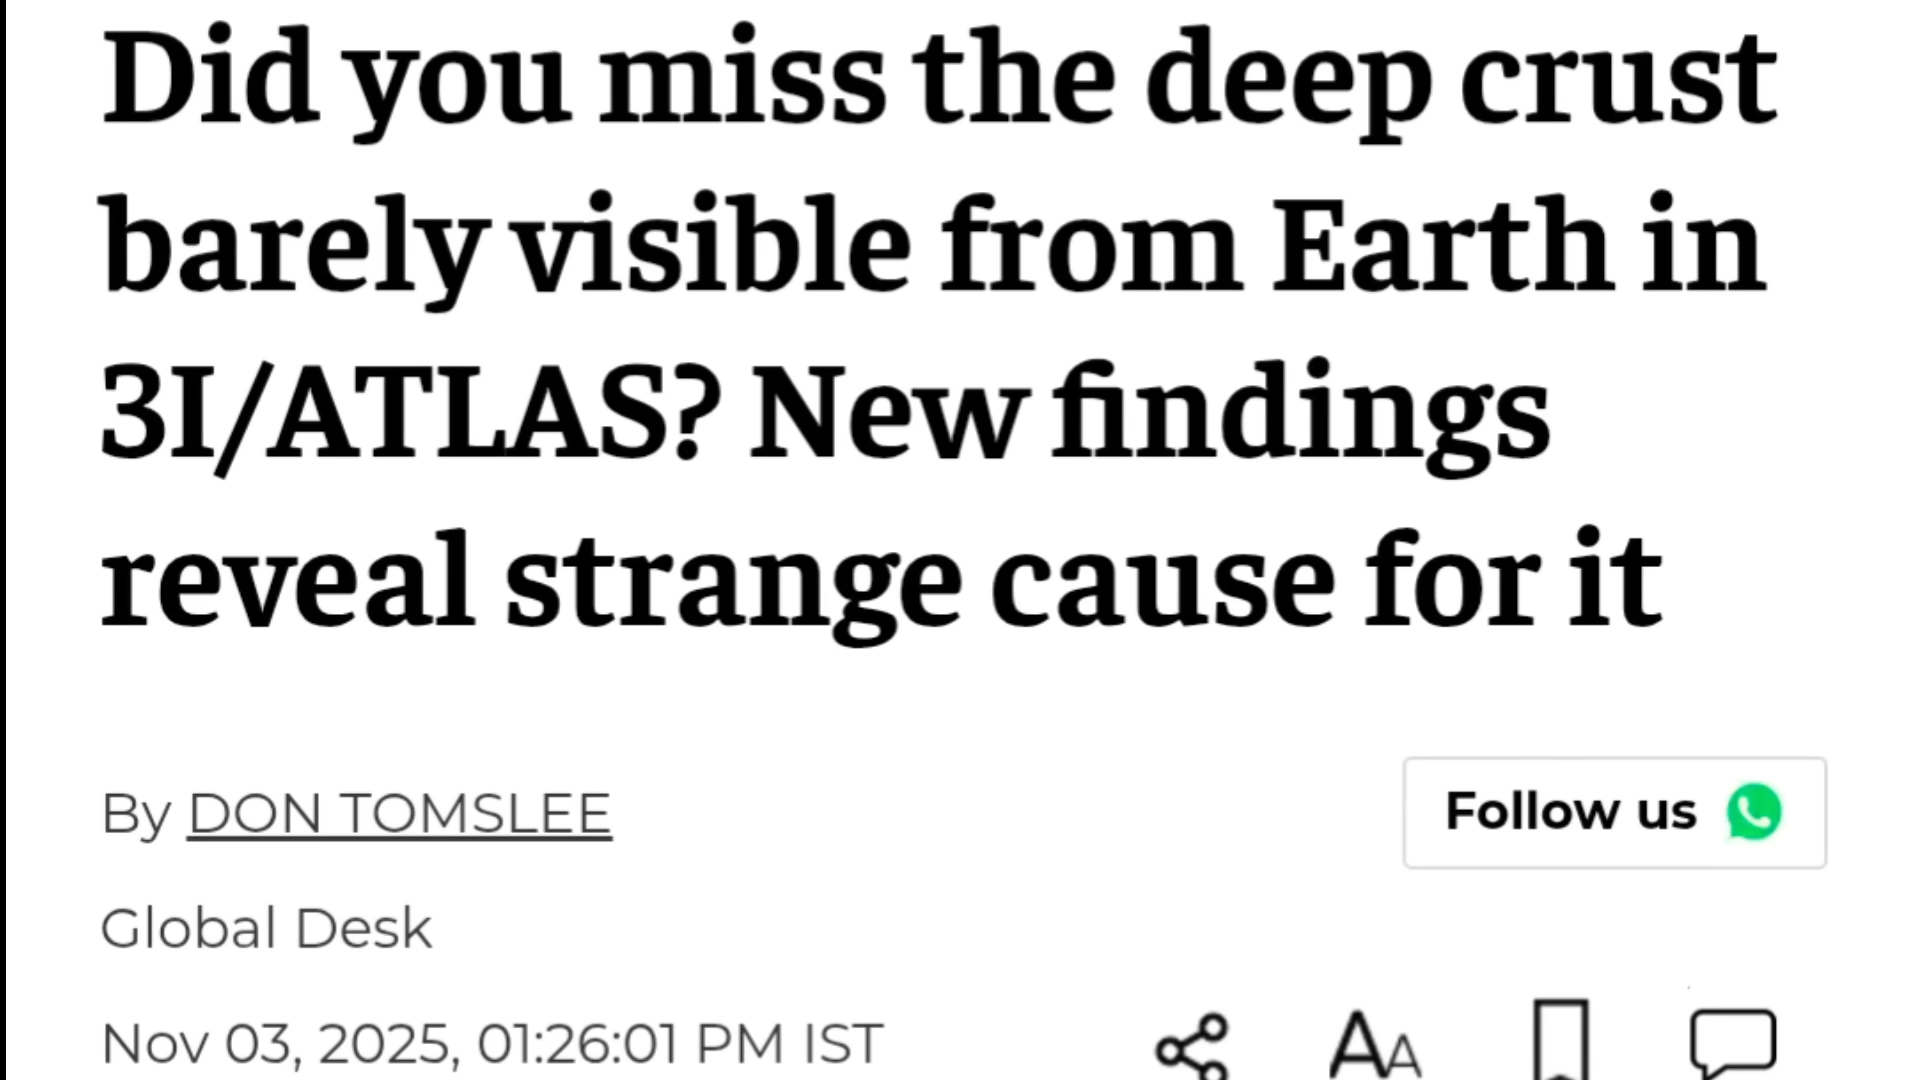 Did you miss the deep crust
barely visible from Earth in
3I/ATLAS? New findings
reveal strange cause for it
By DON TOMSLEE
Follow us
Global Desk
Nov 03, 2025, 01:26:01 PM IST
AA